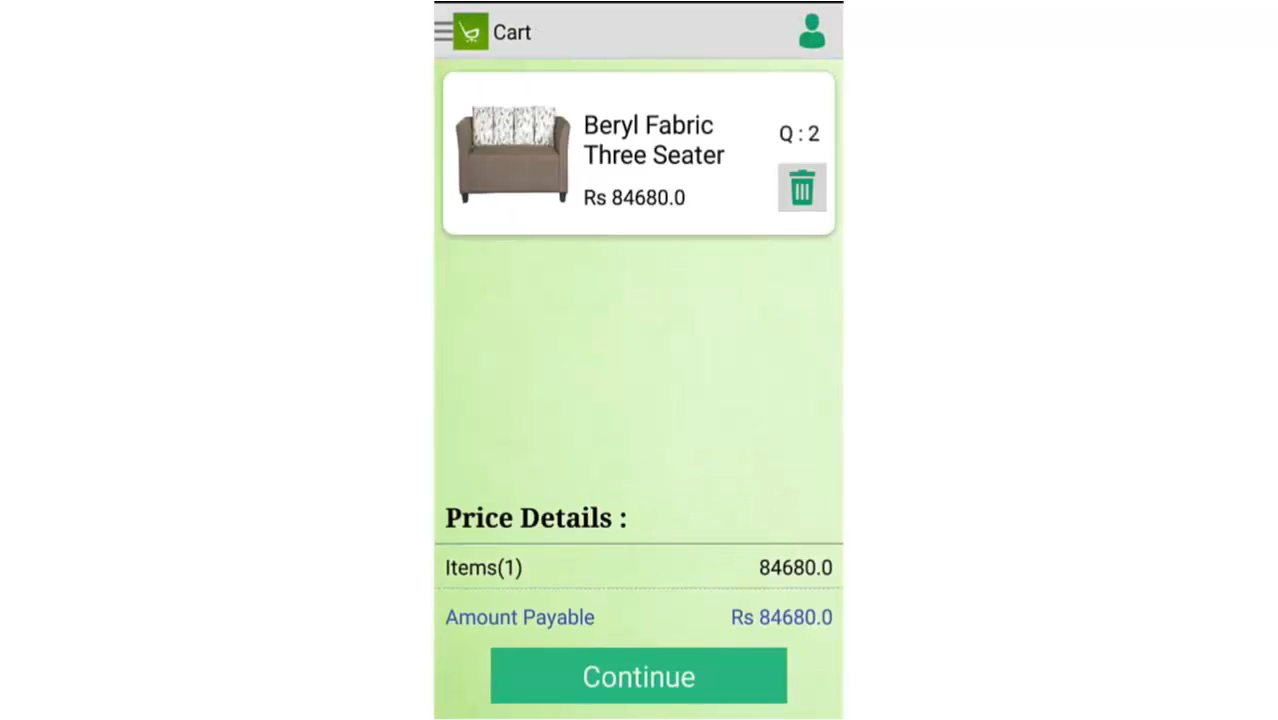 Cart
Beryl Fabric
Three Seater
Q : 2
Rs 84680.0
Price Details :
Items(1) 84680.0
Amount Payable Rs 84680.0
Continue